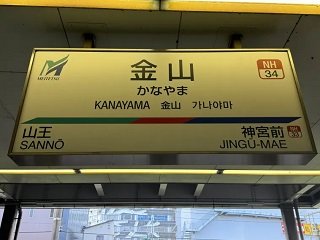 MEITETSU
NH
34
金山
かなやま
KANAYAMA 金山 가나야마
山王
SANNŌ
神宮前
JINGŪ-MAE
NH
33